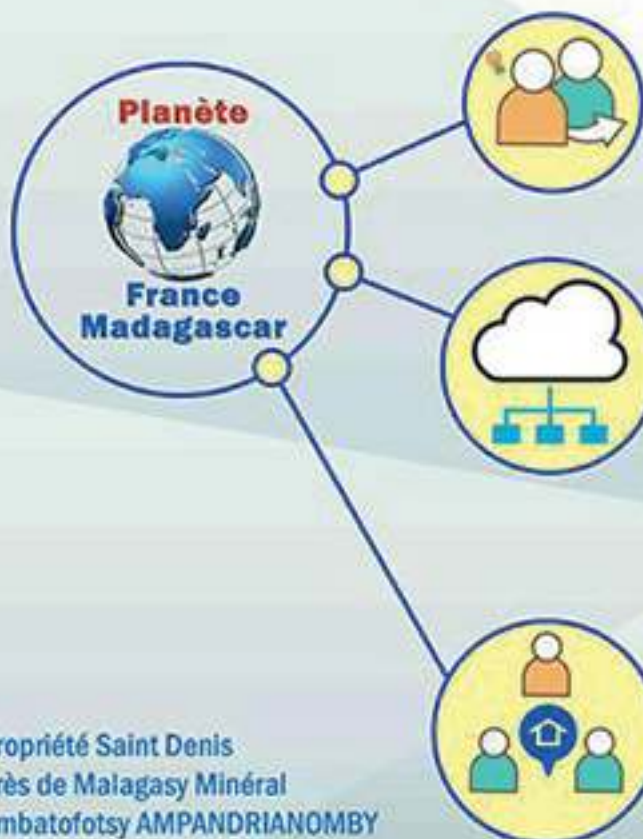 Planète
France
Madagascar
ropriété Saint Denis
rès de Malagasy Minéral
mbatofotsy AMPANDRIANOMBY